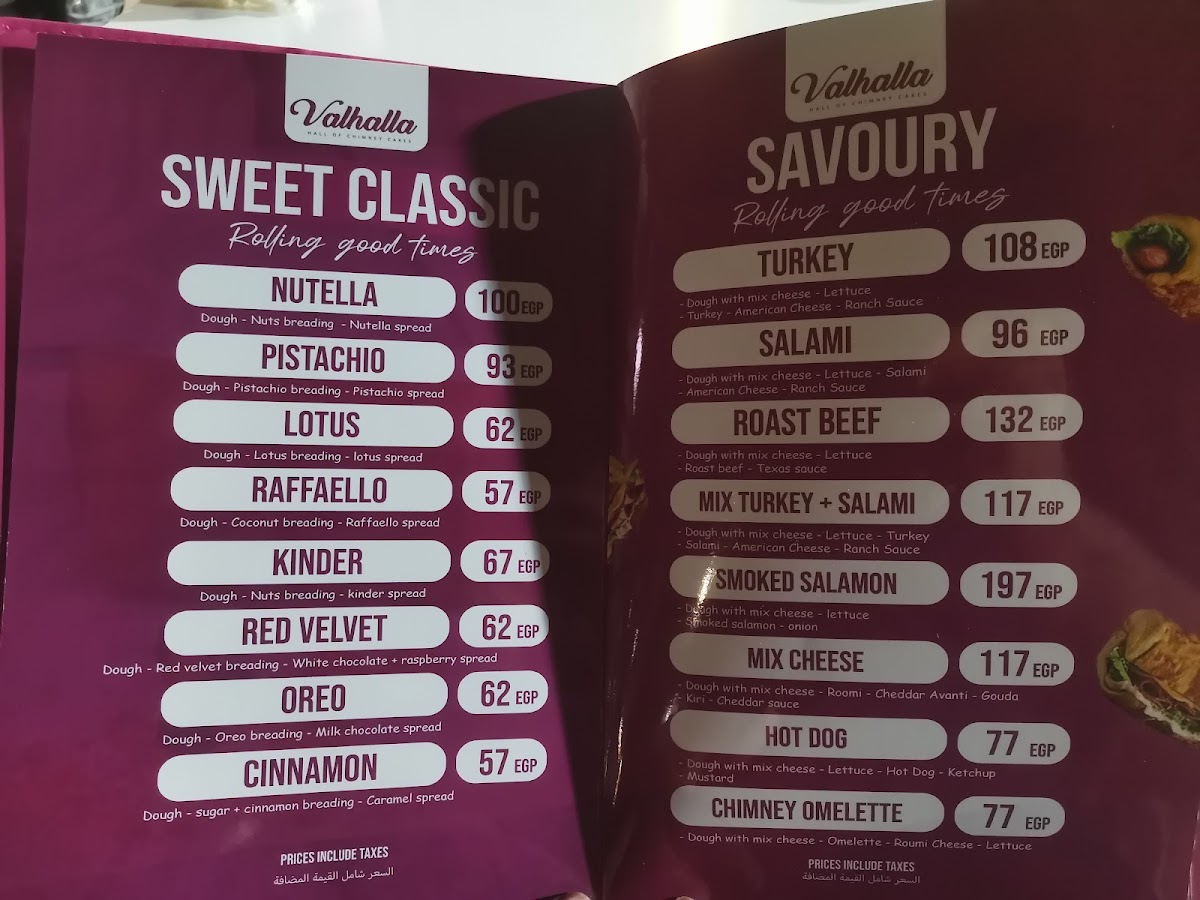 Valhalla
HALL OF CHIMNEY CAKES
SWEET CLASSIC
Rolling good times
NUTELLA 100 EGP
Dough - Nuts breading - Nutella spread
PISTACHIO 93 EGP
Dough - Pistachio breading - Pistachio spread
LOTUS 62 EGP
Dough - Lotus breading - lotus spread
RAFFAELLO 57 EGP
Dough - Coconut breading - Raffaello spread
KINDER 67 EGP
Dough - Nuts breading - kinder spread
RED VELVET 62 EGP
Dough - Red velvet breading - White chocolate + raspberry spread
OREO 62 EGP
Dough - Oreo breading - Milk chocolate spread
CINNAMON 57 EGP
Dough - sugar + cinnamon breading - Caramel spread
PRICES INCLUDE TAXES
السعر شامل القيمة المضافة
Valhalla
HALL OF CHIMNEY CAKES
SAVOURY
Rolling good times
TURKEY 108 EGP
- Dough with mix cheese - Lettuce
- Turkey - American Cheese - Ranch Sauce
SALAMI 96 EGP
- Dough with mix cheese - Lettuce - Salami
- American Cheese - Ranch Sauce
ROAST BEEF 132 EGP
- Dough with mix cheese - Lettuce
- Roast beef - Texas sauce
MIX TURKEY + SALAMI 117 EGP
- Dough with mix cheese - Lettuce - Turkey
- Salami - American Cheese - Ranch Sauce
SMOKED SALAMON 197 EGP
- Dough with mix cheese - lettuce
- Smoked salamon - onion
MIX CHEESE 117 EGP
- Dough with mix cheese - Roomi - Cheddar Avanti - Gouda
- Kiri - Cheddar sauce
HOT DOG 77 EGP
- Dough with mix cheese - Lettuce - Hot Dog - Ketchup
- Mustard
CHIMNEY OMELETTE 77 EGP
- Dough with mix cheese - Omelette - Roumi Cheese - Lettuce
PRICES INCLUDE TAXES
السعر شامل القيمة المضافة